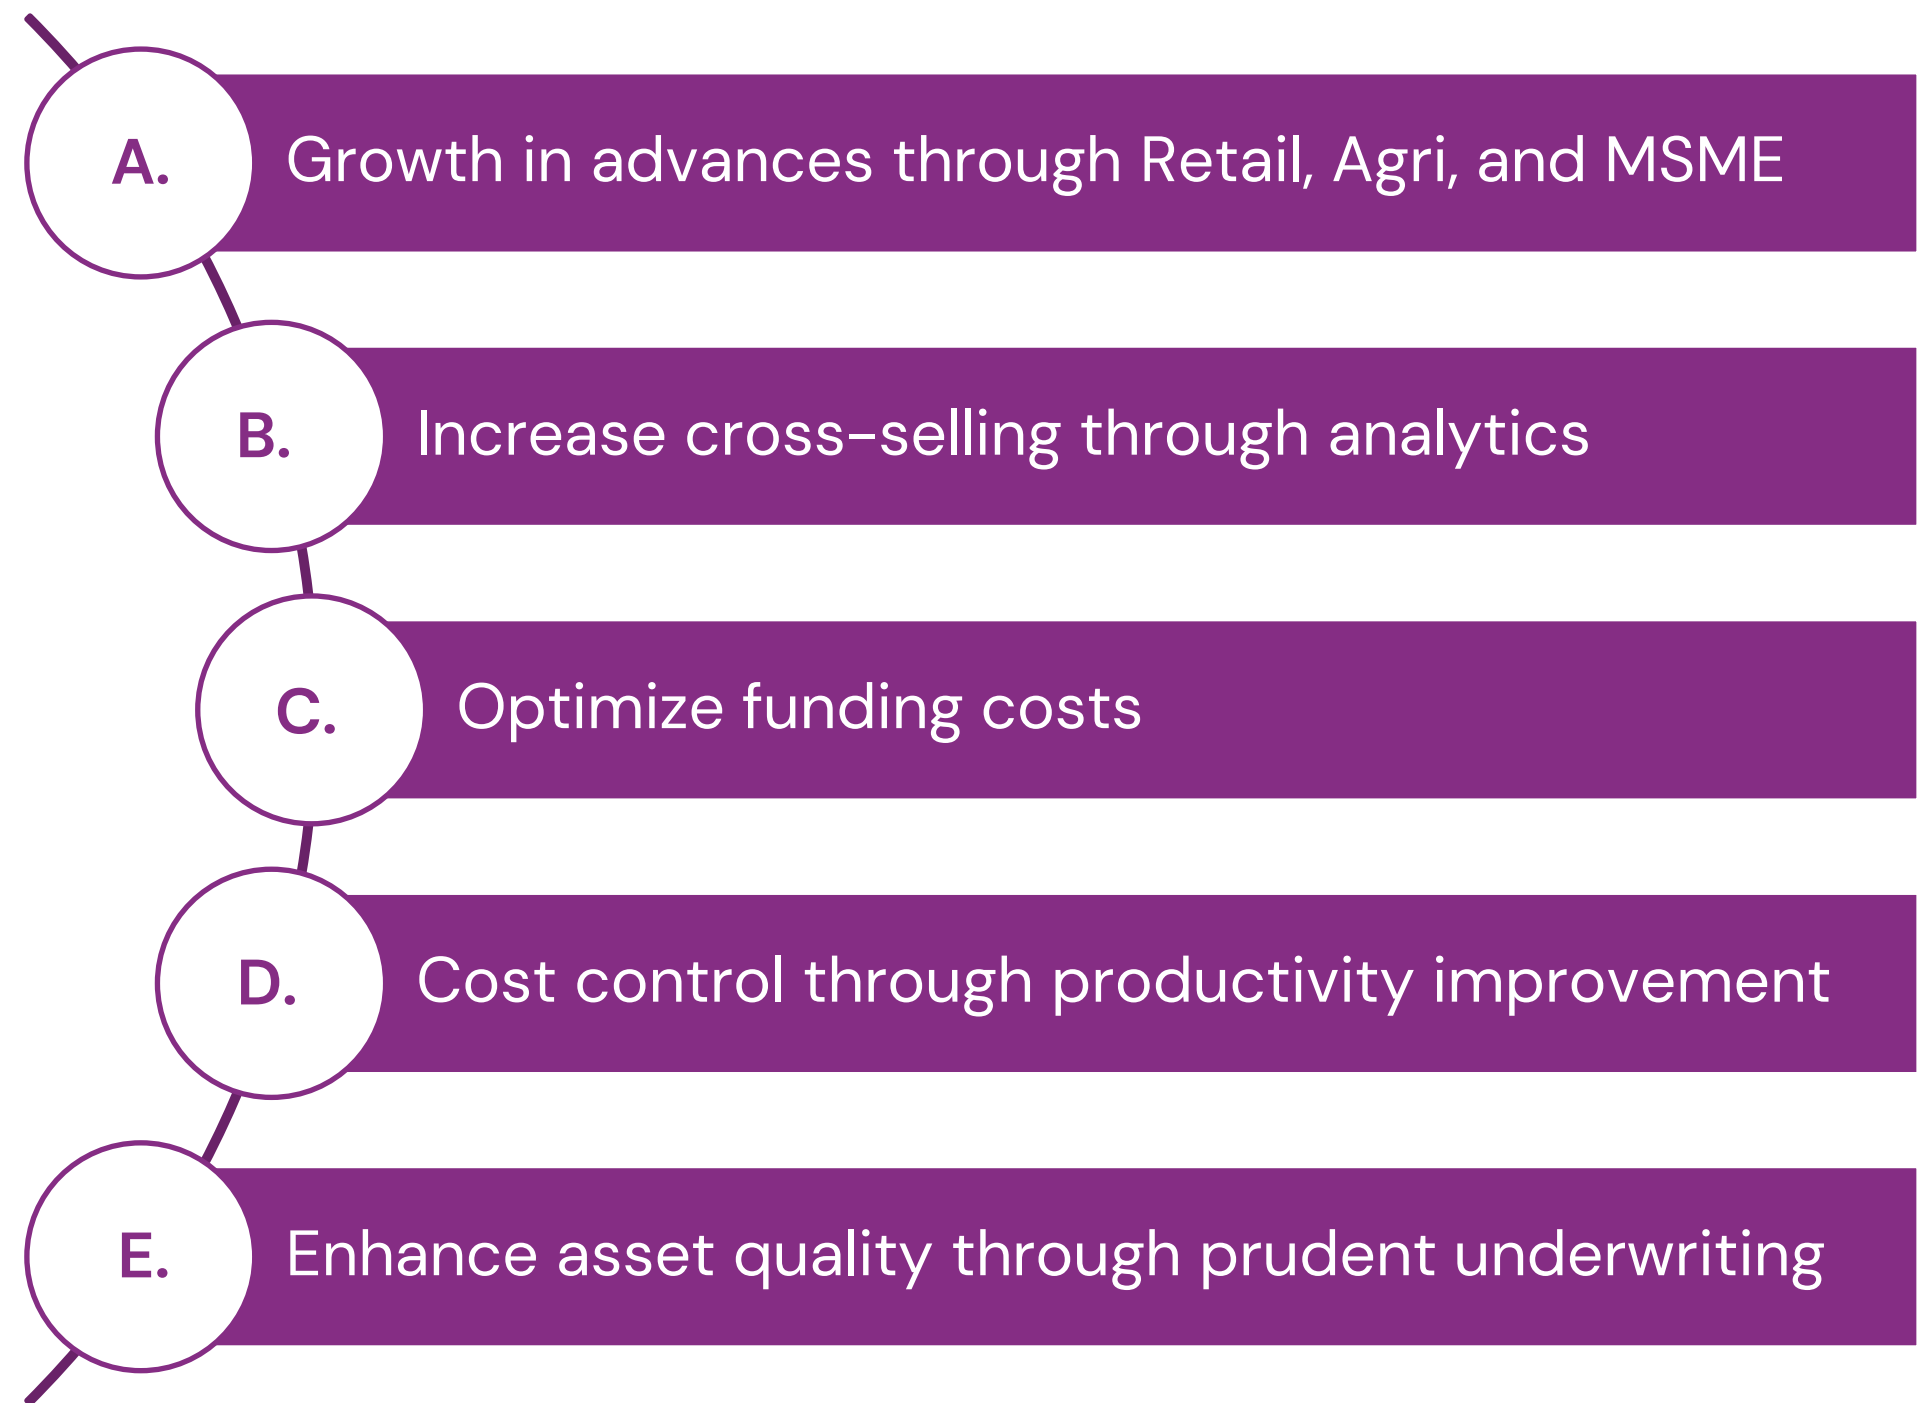 A. Growth in advances through Retail, Agri, and MSME
B. Increase cross-selling through analytics
C. Optimize funding costs
D. Cost control through productivity improvement
E. Enhance asset quality through prudent underwriting